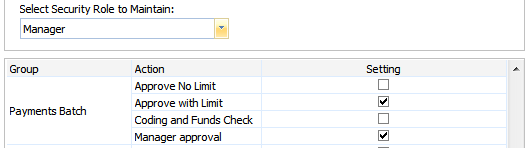 Select Security Role to Maintain:
Manager
Group Action Setting
Payments Batch
Approve No Limit
Approve with Limit
Coding and Funds Check
Manager approval